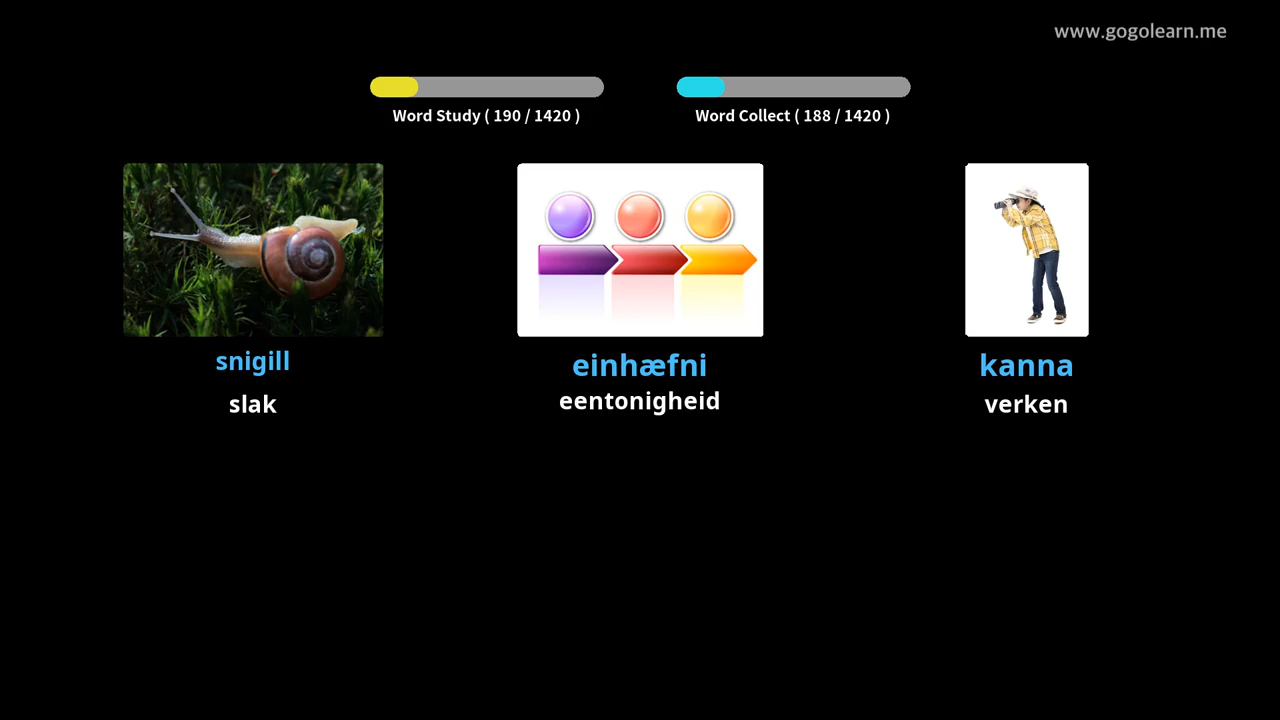 www.gogolearn.me
Word Study ( 190 / 1420 )
Word Collect ( 188 / 1420 )
snigill
slak
einhæfni
eentonigheid
kanna
verken